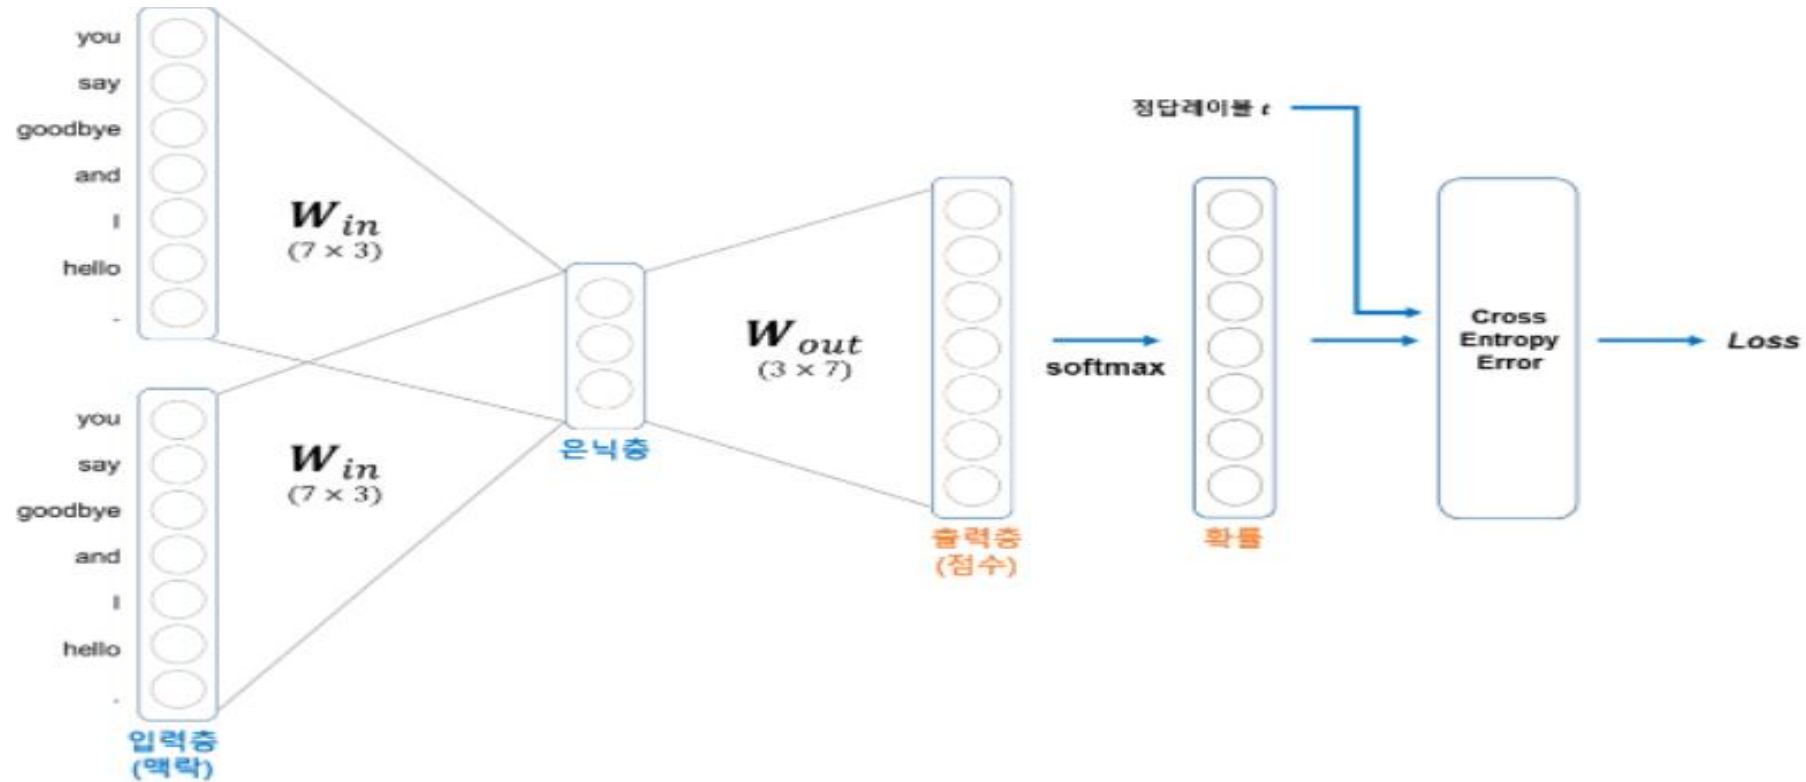 you
say
goodbye
and
I
hello
.
W_in
(7 × 3)
you
say
goodbye
and
I
hello
.
W_in
(7 × 3)
입력층
(맥락)
은닉층
W_out
(3 × 7)
출력층
(점수)
softmax
확률
정답레이블 t
Cross
Entropy
Error
Loss